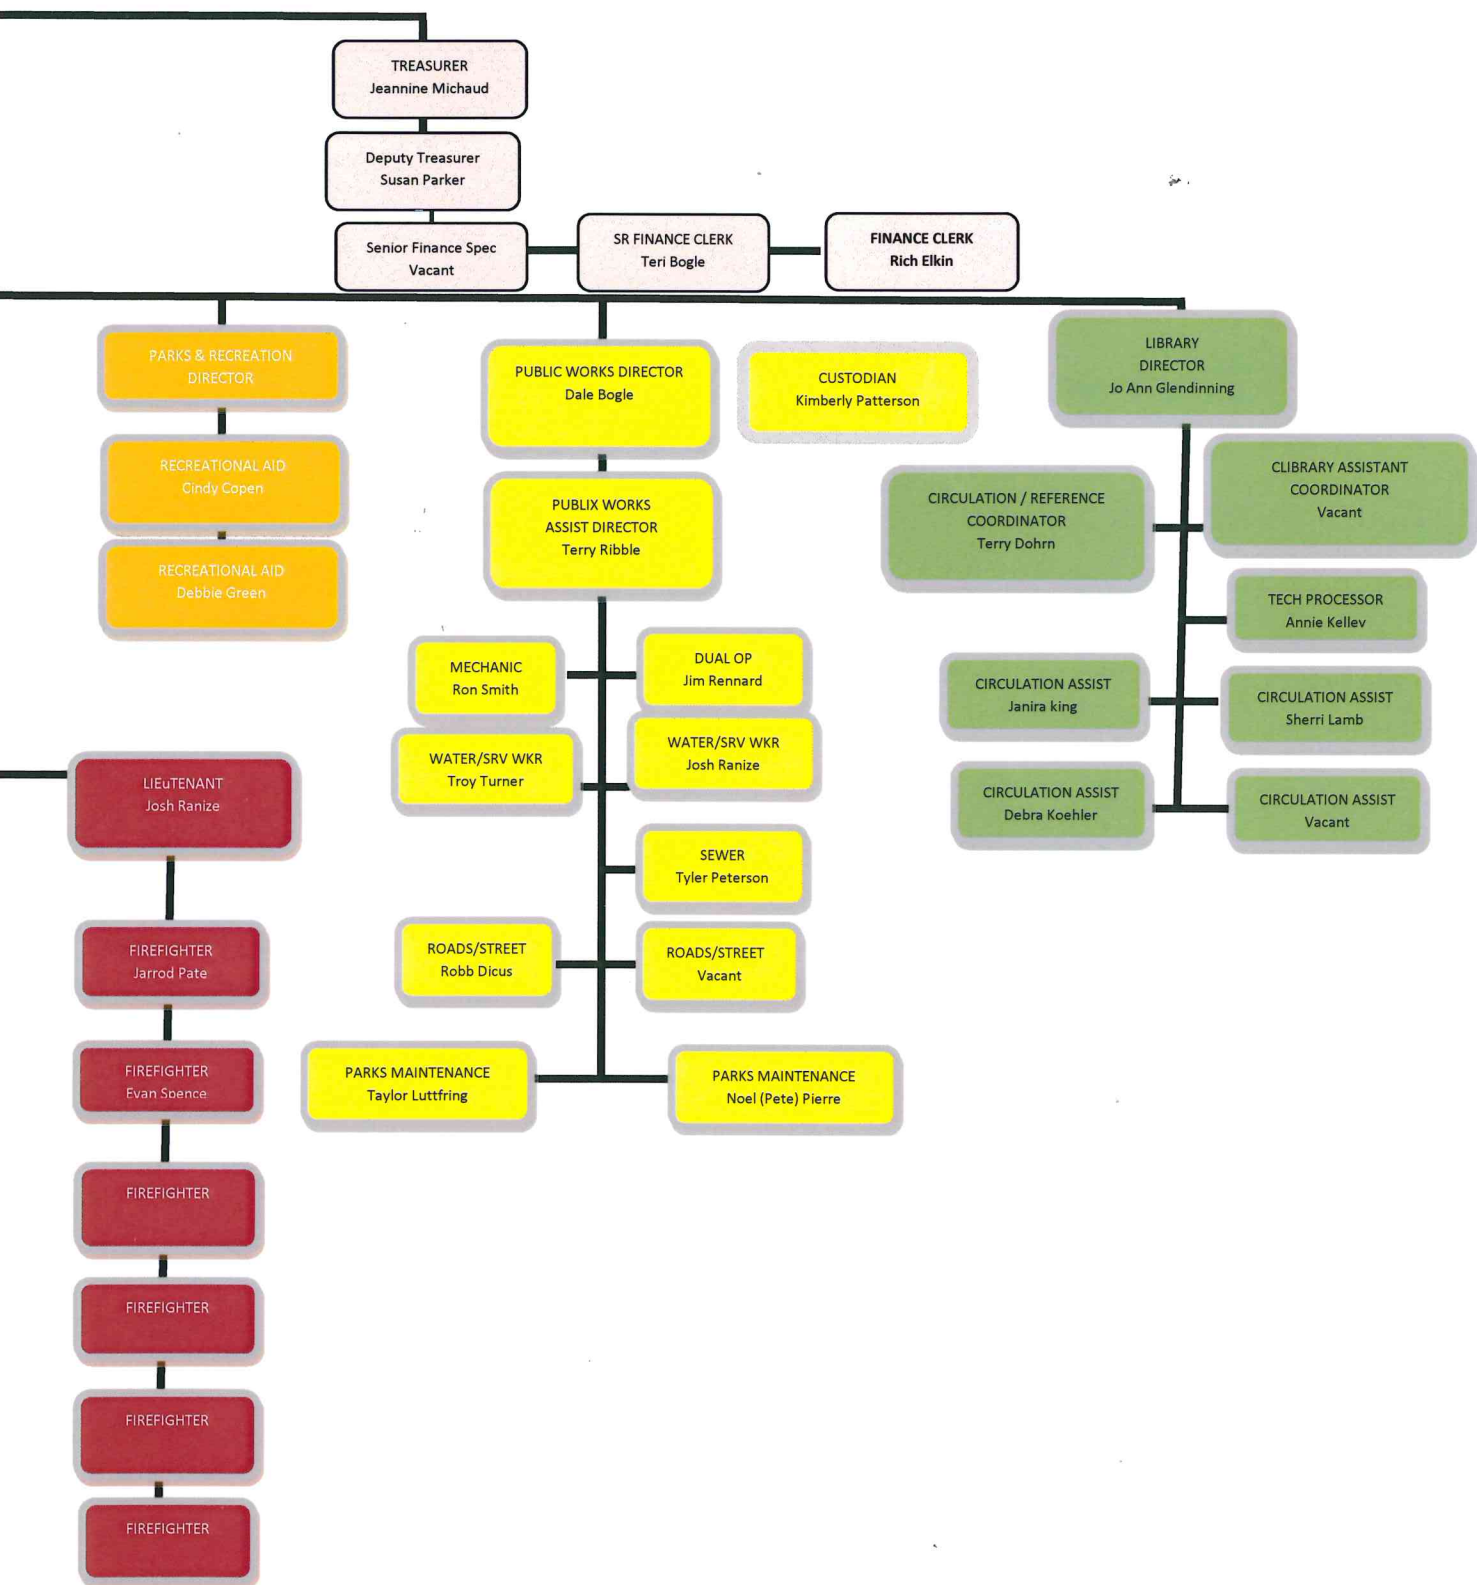 TREASURER
Jeannine Michaud
Deputy Treasurer
Susan Parker
Senior Finance Spec
Vacant
SR FINANCE CLERK
Teri Bogle
FINANCE CLERK
Rich Elkin
PARKS & RECREATION
DIRECTOR
RECREATIONAL AID
Cindy Copen
RECREATIONAL AID
Debbie Green
PUBLIC WORKS DIRECTOR
Dale Bogle
CUSTODIAN
Kimberly Patterson
PUBLIX WORKS
ASSIST DIRECTOR
Terry Ribble
MECHANIC
Ron Smith
DUAL OP
Jim Rennard
WATER/SRV WKR
Troy Turner
WATER/SRV WKR
Josh Ranize
SEWER
Tyler Peterson
ROADS/STREET
Robb Dicus
ROADS/STREET
Vacant
PARKS MAINTENANCE
Taylor Luttfring
PARKS MAINTENANCE
Noel (Pete) Pierre
LIBRARY
DIRECTOR
Jo Ann Glendinning
CIRCULATION / REFERENCE
COORDINATOR
Terry Dohrn
CLIBRARY ASSISTANT
COORDINATOR
Vacant
TECH PROCESSOR
Annie Kellev
CIRCULATION ASSIST
Janira king
CIRCULATION ASSIST
Sherri Lamb
CIRCULATION ASSIST
Debra Koehler
CIRCULATION ASSIST
Vacant
LIEuTENANT
Josh Ranize
FIREFIGHTER
Jarrod Pate
FIREFIGHTER
Evan Spence
FIREFIGHTER
FIREFIGHTER
FIREFIGHTER
FIREFIGHTER